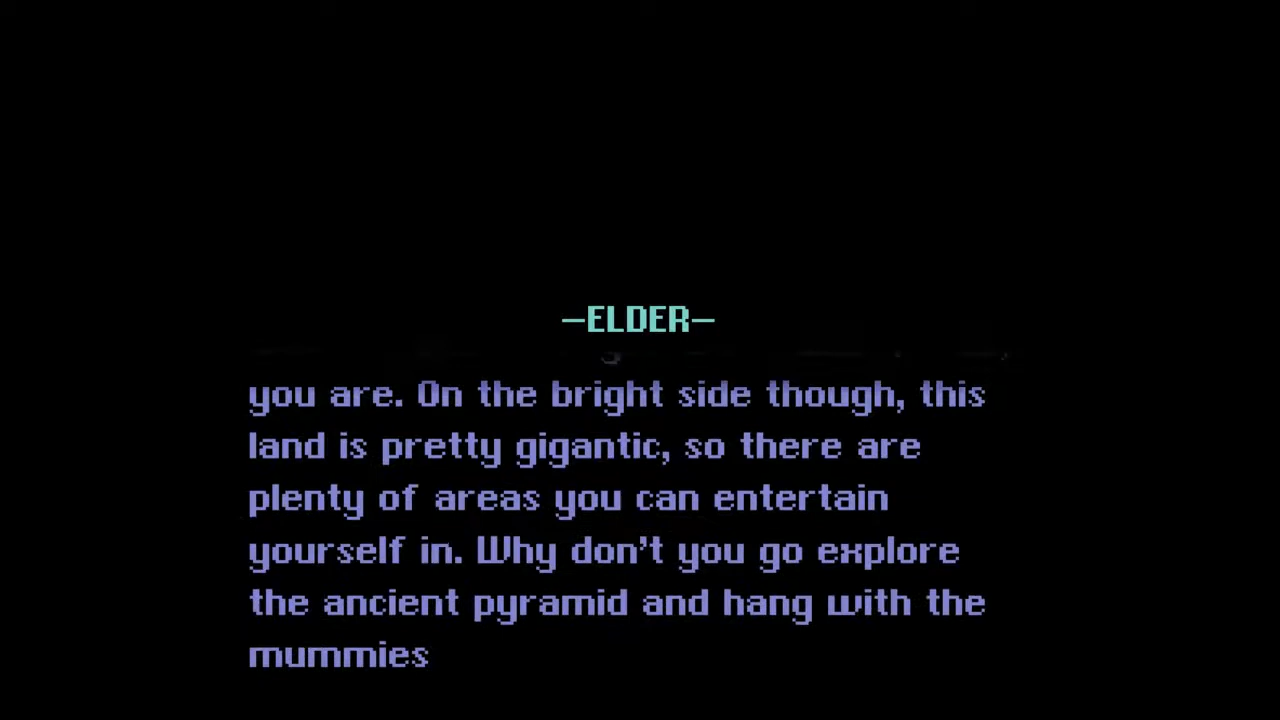 —ELDER—
you are. On the bright side though, this
land is pretty gigantic, so there are
plenty of areas you can entertain
yourself in. Why don't you go explore
the ancient pyramid and hang with the
mummies